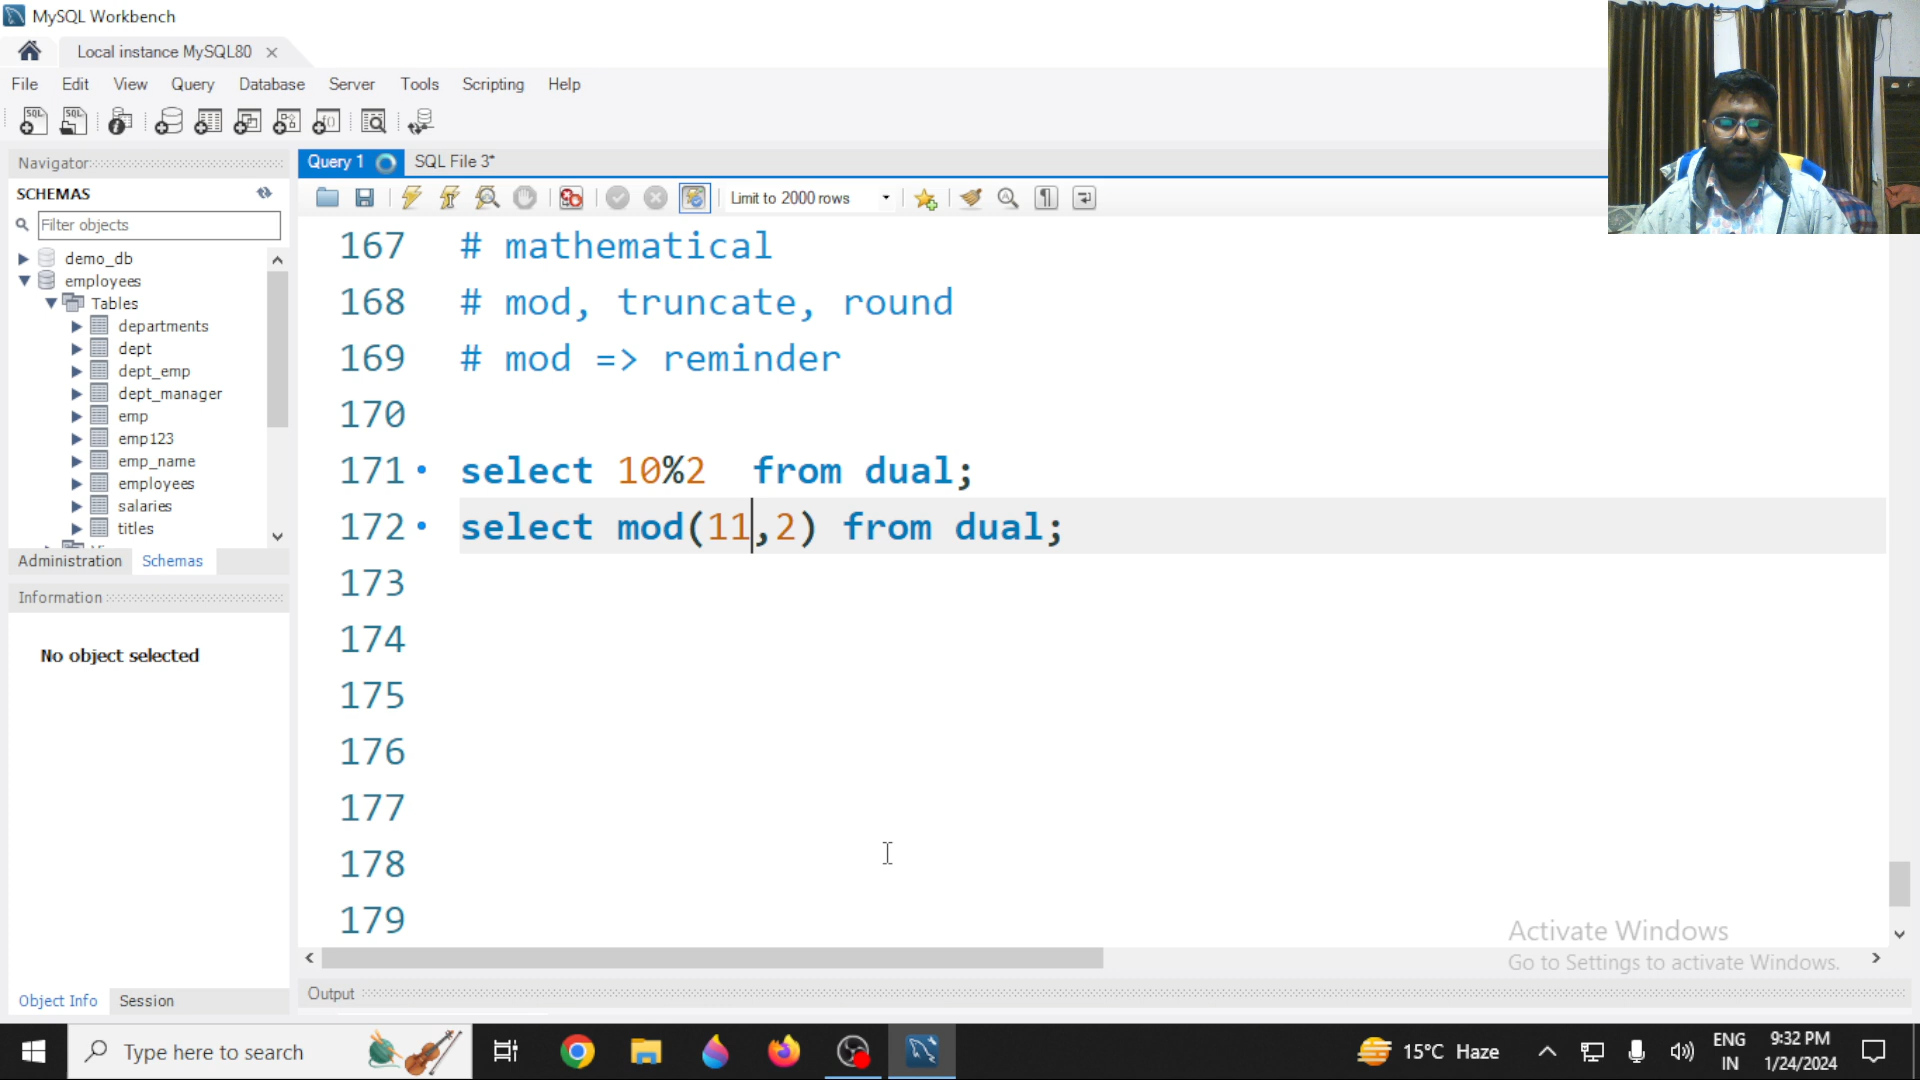 MySQL Workbench
Local instance MySQL80
File Edit View Query Database Server Tools Scripting Help
Navigator
SCHEMAS
Filter objects
demo_db
employees
Tables
departments
dept
dept_emp
dept_manager
emp
emp123
emp_name
employees
salaries
titles
Administration Schemas
Information
No object selected
Object Info Session
Query 1 SQL File 3*
Limit to 2000 rows
167 # mathematical
168 # mod, truncate, round
169 # mod => reminder
170
171 select 10%2 from dual;
172 select mod(11,2) from dual;
173
174
175
176
177
178
179
Activate Windows
Go to Settings to activate Windows.
Output
Type here to search
15°C Haze
ENG
IN
9:32 PM
1/24/2024